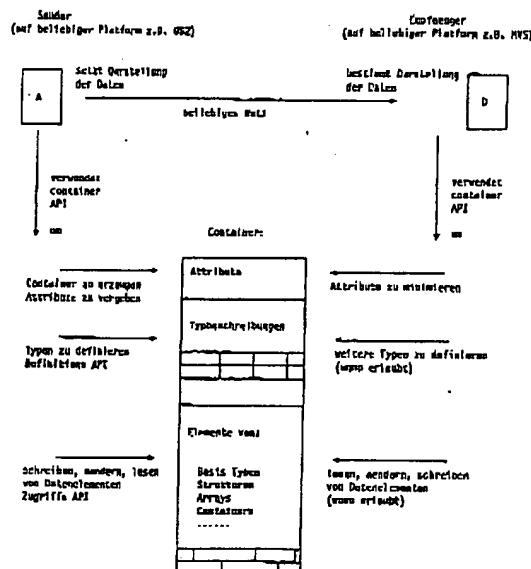 Sender
(auf beliebiger Platform z.B. OS2)
Empfaenger
(auf beliebiger Platform z.B. MVS)
setzt Darstellung
der Daten
bestimmt Darstellung
der Daten
A
D
beliebiges Netz
verwendet
container
API
verwendet
container
API
um
um
Container:
Container zu erzeugen
Attribute zu vergeben
Attribute
Attribute zu
Typen zu definieren
Definitions API
weitere Typen zu definieren
(wenn erlaubt)
Elemente von:
Basis Typen
Strukturen
Arrays
Containers
------
Schreiben, aendern, lesen
von Datenelementen
Zugriffs API
lesen, aendern, schreiben
von Datenelementen
(wenn erlaubt)